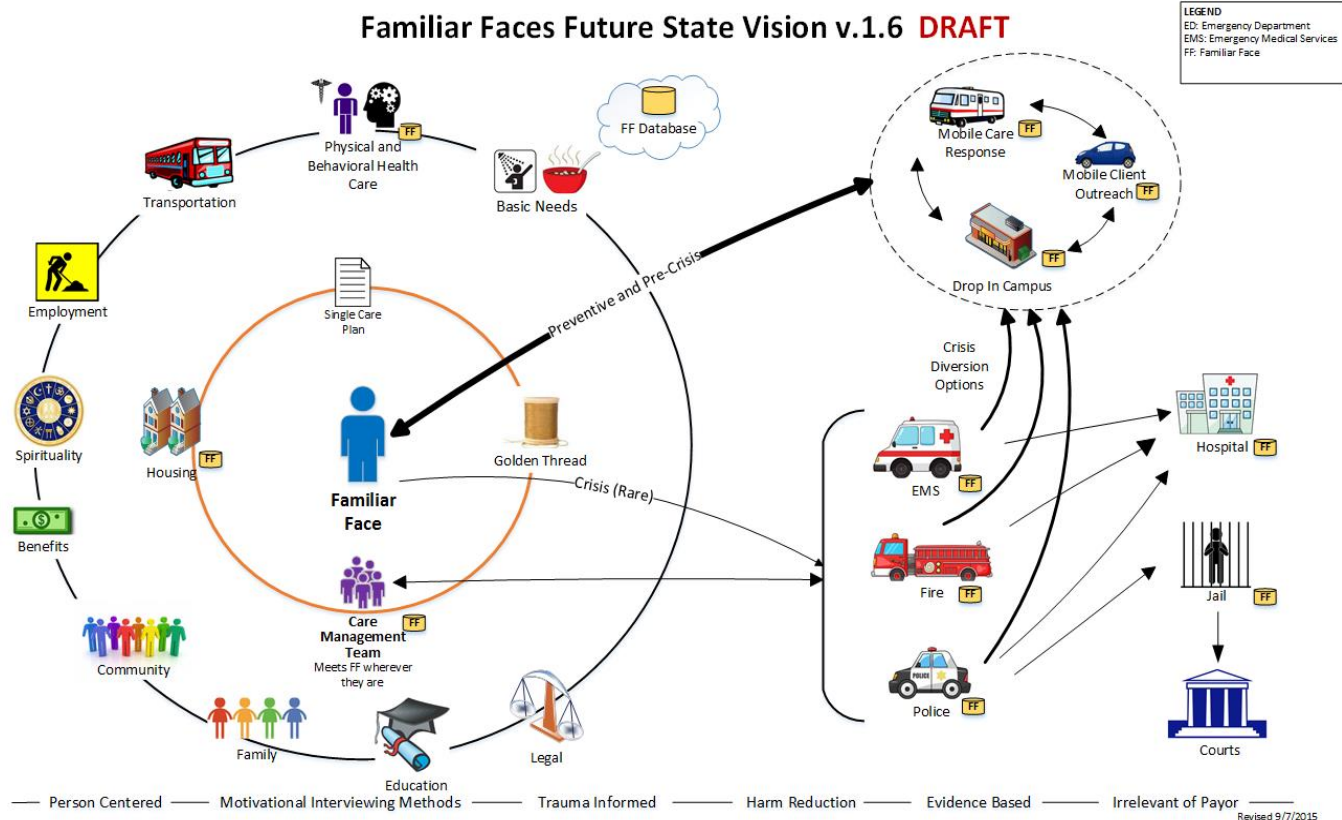 Familiar Faces Future State Vision v.1.6 DRAFT
LEGEND
ED: Emergency Department
EMS: Emergency Medical Services
FF: Familiar Face
FF
Physical and
Behavioral Health
Care
FF Database
Transportation
Basic Needs
Mobile Care
Response
FF
Mobile Client
Outreach
FF
FF
Drop In Campus
Preventive and Pre-Crisis
Employment
Single Care
Plan
Spirituality
Housing
FF
Golden Thread
Familiar
Face
Crisis (Rare)
Crisis
Diversion
Options
EMS
FF
Hospital
FF
Benefits
Fire
FF
Jail
FF
Care
Management
Team
FF
Meets FF wherever
they are
Community
POLICE
Police
FF
Family
Education
Legal
Courts
Person Centered
Motivational Interviewing Methods
Trauma Informed
Harm Reduction
Evidence Based
Irrelevant of Payor
Revised 9/7/2015